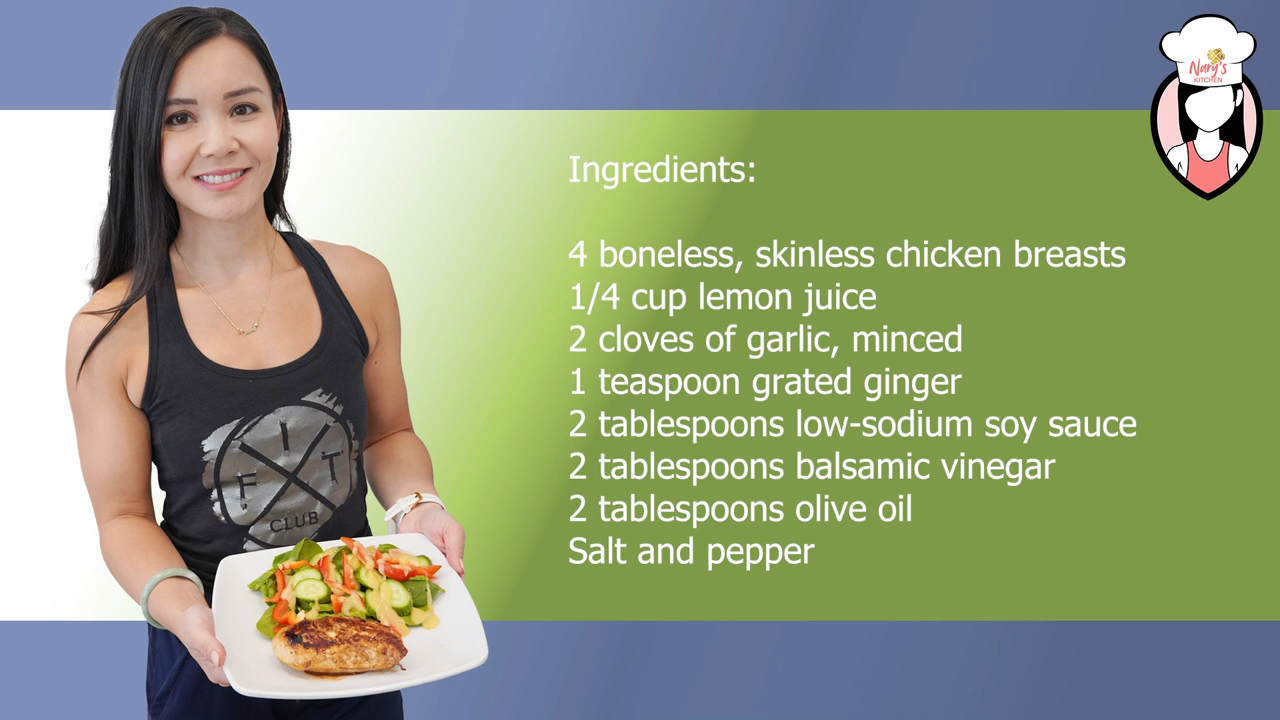 Nary's
KITCHEN
Ingredients:
4 boneless, skinless chicken breasts
1/4 cup lemon juice
2 cloves of garlic, minced
1 teaspoon grated ginger
2 tablespoons low-sodium soy sauce
2 tablespoons balsamic vinegar
2 tablespoons olive oil
Salt and pepper
FIT
CLUB